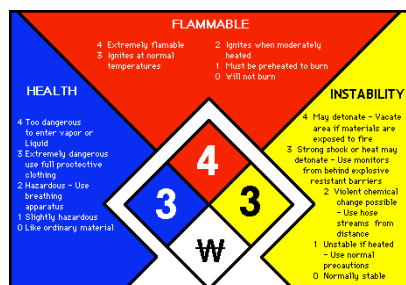 FLAMMABLE
4 Extremely flamable
3 Ignites at normal
temperatures
2 Ignites when moderately
heated
1 Must be preheated to burn
0 Will not burn
HEALTH
4 Too dangerous
to enter vapor or
Liquid
3 Extremely dangerous
use full proctective
clothing
2 Hazardous - Use
breathing
apparatus
1 Slightly hazardous
0 Like ordinary material
INSTABILITY
4 May detonate - Vacate
area if materials are
exposed to fire
3 Strong shock or heat may
detonate - Use monitors
from behind explosive
resistant barriers
2 Violent chemical
change possible
- Use hose
streams from
distance
1 Unstable if heated
- Use normal
precautions
0 Normally stable
4
3
3
W